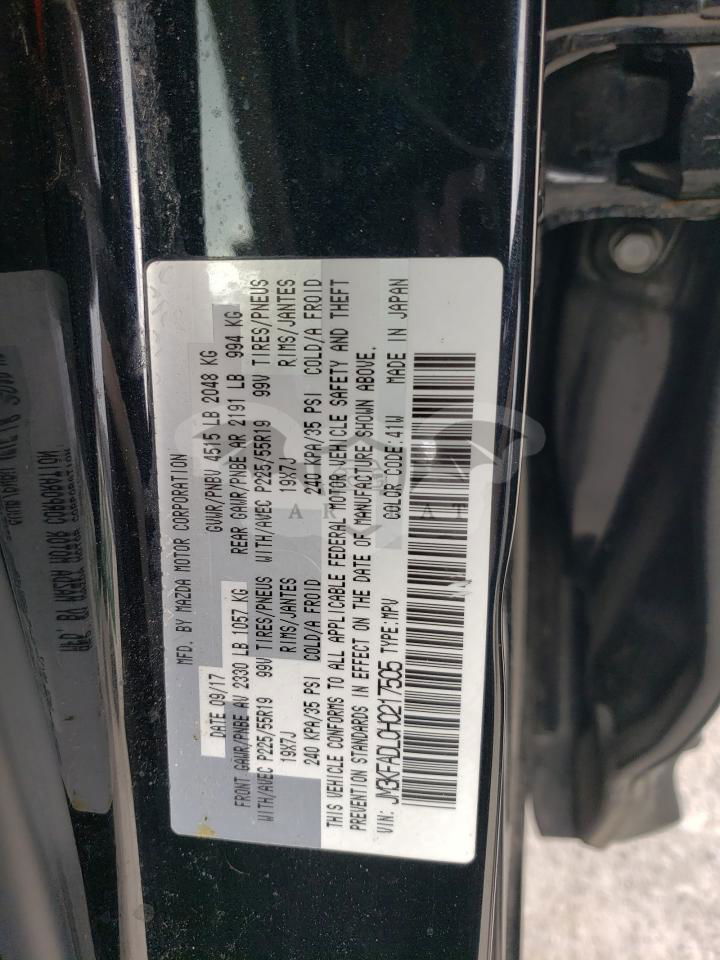 MFD. BY MAZDA MOTOR CORPORATION
DATE 09/17 GVWR/PNBV 4515 LB 2048 KG
FRONT GAWR/PNBE AV 2330 LB 1057 KG REAR GAWR/PNBE AR 2191 LB 994 KG
WITH/AVEC P225/55R19 99V TIRES/PNEUS WITH/AVEC P225/55R19 99V TIRES/PNEUS
19X7J RIMS/JANTES 19X7J RIMS/JANTES
240 KPA/35 PSI COLD/A FROID 240 KPA/35 PSI COLD/A FROID
THIS VEHICLE CONFORMS TO ALL APPLICABLE FEDERAL MOTOR VEHICLE SAFETY AND THEFT
PREVENTION STANDARDS IN EFFECT ON THE DATE OF MANUFACTURE SHOWN ABOVE.
VIN: JM3KFADL0H0217505 TYPE:MPV COLOR CODE:41W MADE IN JAPAN